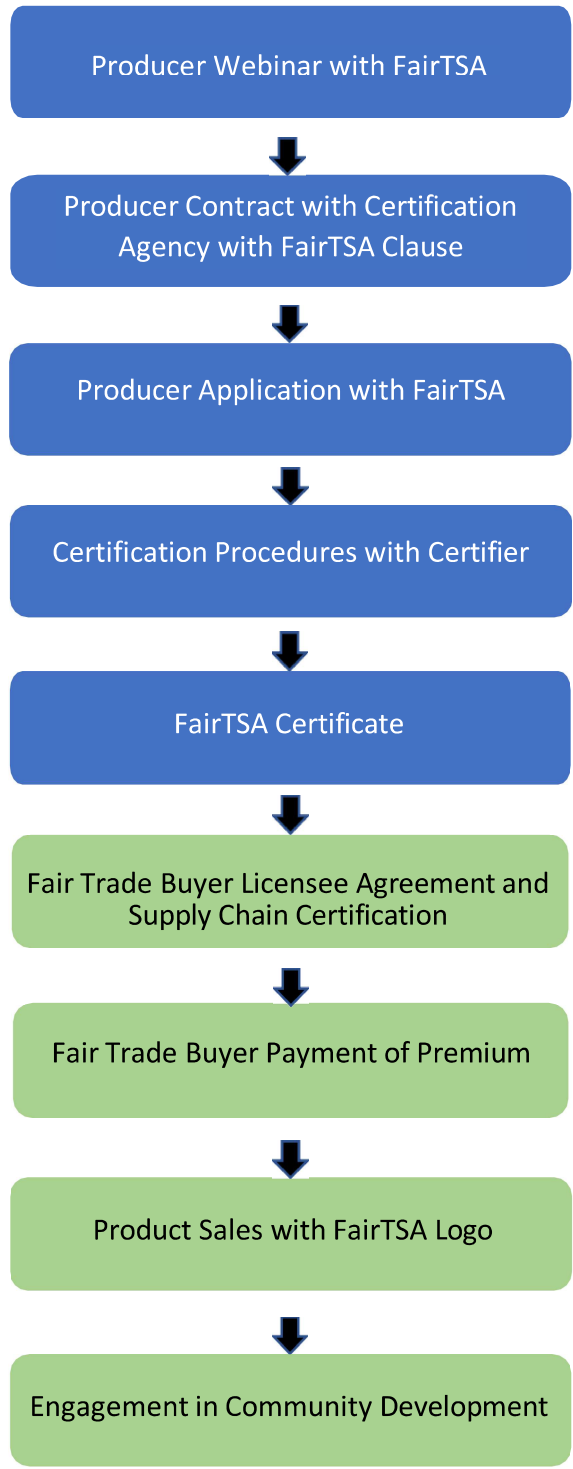 Producer Webinar with FairTSA
Producer Contract with Certification
Agency with FairTSA Clause
Producer Application with FairTSA
Certification Procedures with Certifier
FairTSA Certificate
Fair Trade Buyer Licensee Agreement and
Supply Chain Certification
Fair Trade Buyer Payment of Premium
Product Sales with FairTSA Logo
Engagement in Community Development